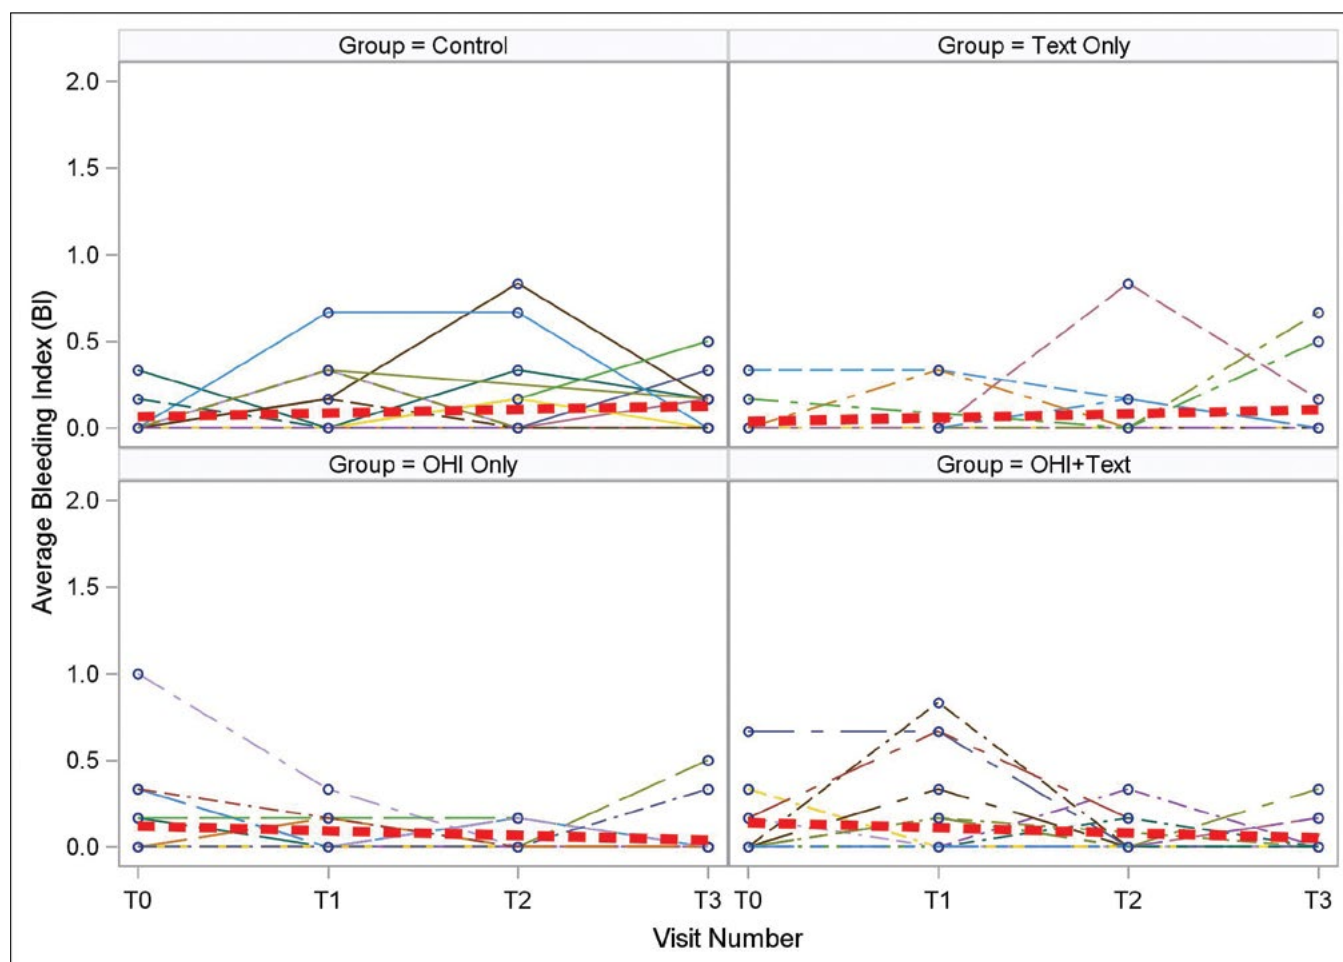 Group = Control
Group = Text Only
2.0
1.5
1.0
0.5
0.0
Group = OHI Only
Group = OHI+Text
2.0
1.5
1.0
0.5
0.0
Average Bleeding Index (BI)
T0
T1
T2
T3
T0
T1
T2
T3
Visit Number